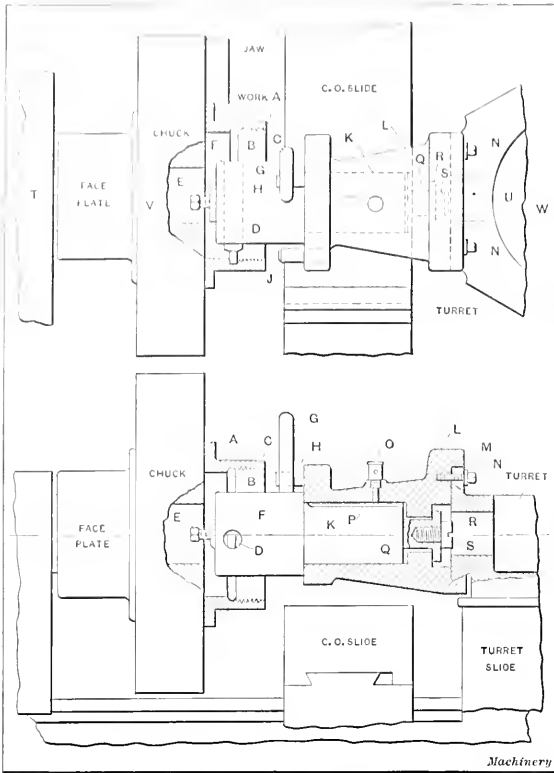 JAW
WORK A
C.O. SLIDE
CHUCK
F
B
C
G
H
K
L
Q
R
S
N
E
T
FACE
PLATE
V
D
U
W
N
J
TURRET
CHUCK
A
C
G
H
O
L
M
N
TURRET
B
E
F
K
P
R
FACE
PLATE
D
Q
S
C.O. SLIDE
TURRET
SLIDE
Machinery